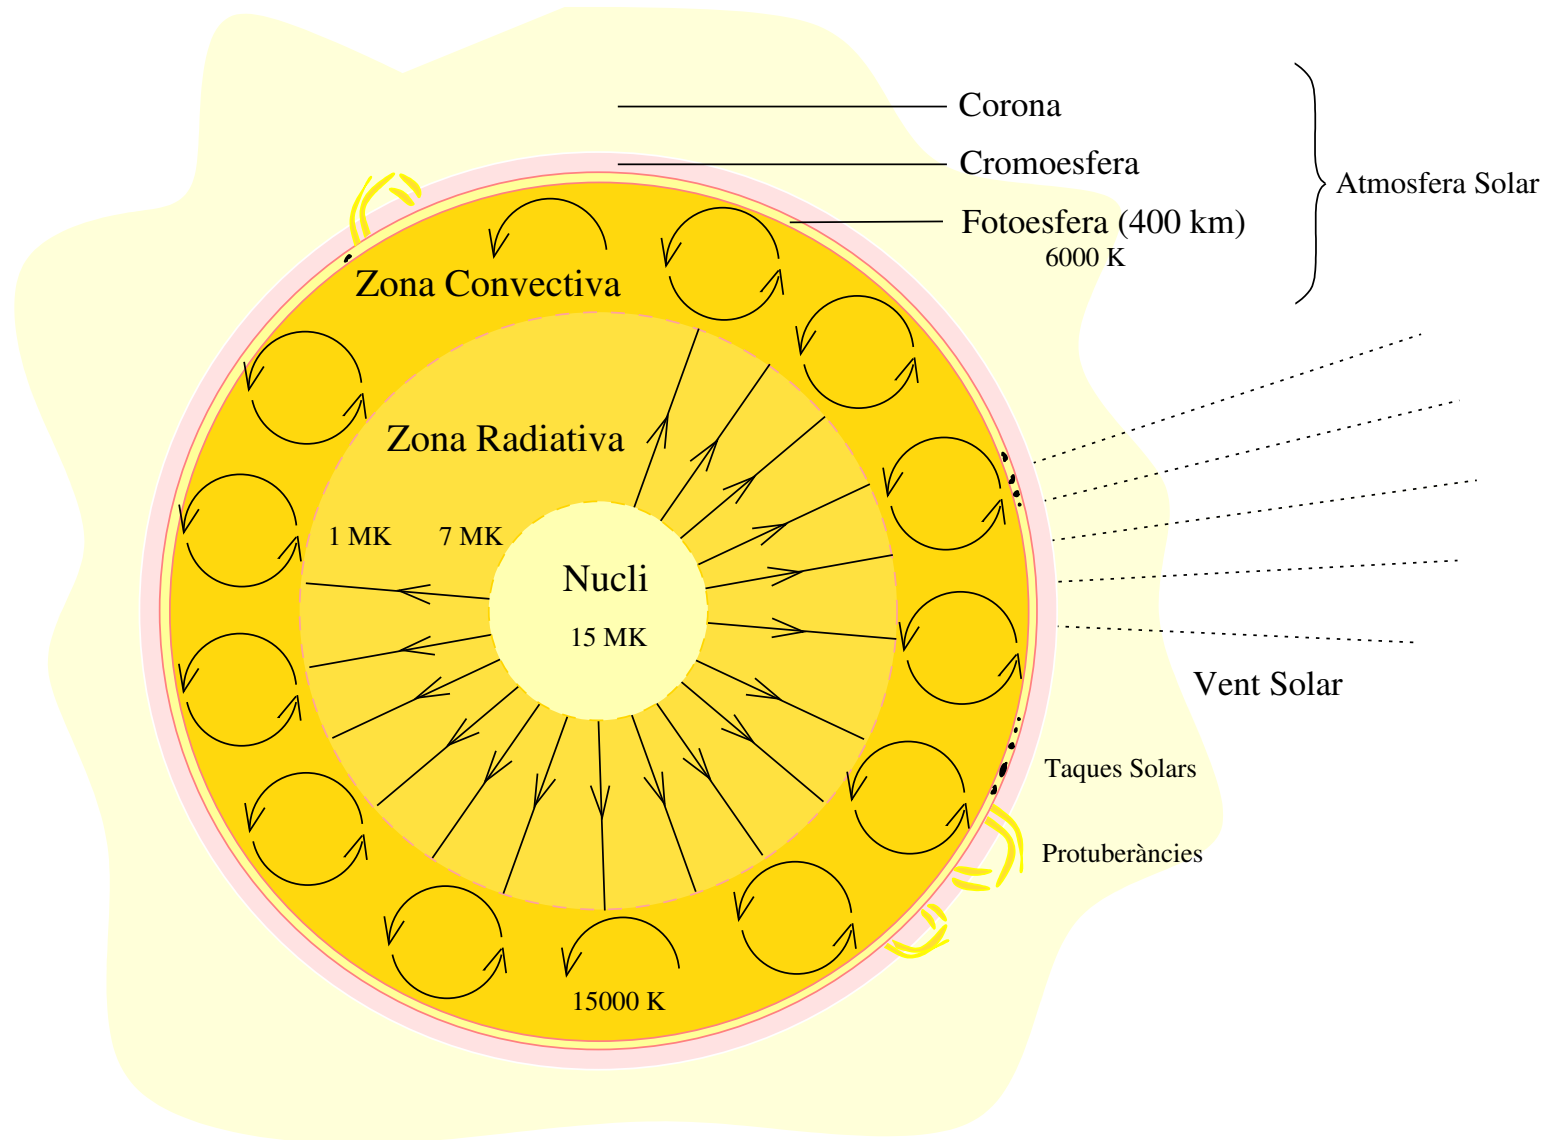 Corona
Cromoesfera
Atmosfera Solar
Fotoesfera (400 km)
6000 K
Zona Convectiva
Zona Radiativa
1 MK
7 MK
Nucli
15 MK
Vent Solar
Taques Solars
Protuberàncies
15000 K